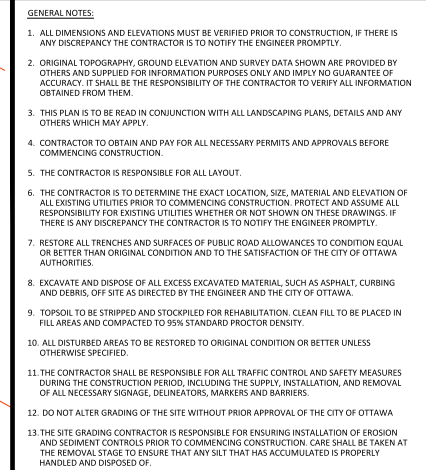 GENERAL NOTES:
1. ALL DIMENSIONS AND ELEVATIONS MUST BE VERIFIED PRIOR TO CONSTRUCTION, IF THERE IS
ANY DISCREPANCY THE CONTRACTOR IS TO NOTIFY THE ENGINEER PROMPTLY.
2. ORIGINAL TOPOGRAPHY, GROUND ELEVATION AND SURVEY DATA SHOWN ARE PROVIDED BY
OTHERS AND SUPPLIED FOR INFORMATION PURPOSES ONLY AND IMPLY NO GUARANTEE OF
ACCURACY. IT SHALL BE THE RESPONSIBILITY OF THE CONTRACTOR TO VERIFY ALL INFORMATION
OBTAINED FROM THEM.
3. THIS PLAN IS TO BE READ IN CONJUNCTION WITH ALL LANDSCAPING PLANS, DETAILS AND ANY
OTHERS WHICH MAY APPLY.
4. CONTRACTOR TO OBTAIN AND PAY FOR ALL NECESSARY PERMITS AND APPROVALS BEFORE
COMMENCING CONSTRUCTION.
5. THE CONTRACTOR IS RESPONSIBLE FOR ALL LAYOUT.
6. THE CONTRACTOR IS TO DETERMINE THE EXACT LOCATION, SIZE, MATERIAL AND ELEVATION OF
ALL EXISTING UTILITIES PRIOR TO COMMENCING CONSTRUCTION. PROTECT AND ASSUME ALL
RESPONSIBILITY FOR EXISTING UTILITIES WHETHER OR NOT SHOWN ON THESE DRAWINGS. IF
THERE IS ANY DISCREPANCY THE CONTRACTOR IS TO NOTIFY THE ENGINEER PROMPTLY.
7. RESTORE ALL TRENCHES AND SURFACES OF PUBLIC ROAD ALLOWANCES TO CONDITION EQUAL
OR BETTER THAN ORIGINAL CONDITION AND TO THE SATISFACTION OF THE CITY OF OTTAWA
AUTHORITIES.
8. EXCAVATE AND DISPOSE OF ALL EXCESS EXCAVATED MATERIAL, SUCH AS ASPHALT, CURBING
AND DEBRIS, OFF SITE AS DIRECTED BY THE ENGINEER AND THE CITY OF OTTAWA.
9. TOPSOIL TO BE STRIPPED AND STOCKPILED FOR REHABILITATION. CLEAN FILL TO BE PLACED IN
FILL AREAS AND COMPACTED TO 95% STANDARD PROCTOR DENSITY.
10. ALL DISTURBED AREAS TO BE RESTORED TO ORIGINAL CONDITION OR BETTER UNLESS
OTHERWISE SPECIFIED.
11. THE CONTRACTOR SHALL BE RESPONSIBLE FOR ALL TRAFFIC CONTROL AND SAFETY MEASURES
DURING THE CONSTRUCTION PERIOD, INCLUDING THE SUPPLY, INSTALLATION, AND REMOVAL
OF ALL NECESSARY SIGNAGE, DELINEATORS, MARKERS AND BARRIERS.
12. DO NOT ALTER GRADING OF THE SITE WITHOUT PRIOR APPROVAL OF THE CITY OF OTTAWA
13. THE SITE GRADING CONTRACTOR IS RESPONSIBLE FOR ENSURING INSTALLATION OF EROSION
AND SEDIMENT CONTROLS PRIOR TO COMMENCING CONSTRUCTION. CARE SHALL BE TAKEN AT
THE REMOVAL STAGE TO ENSURE THAT ANY SILT THAT HAS ACCUMULATED IS PROPERLY
HANDLED AND DISPOSED OF.